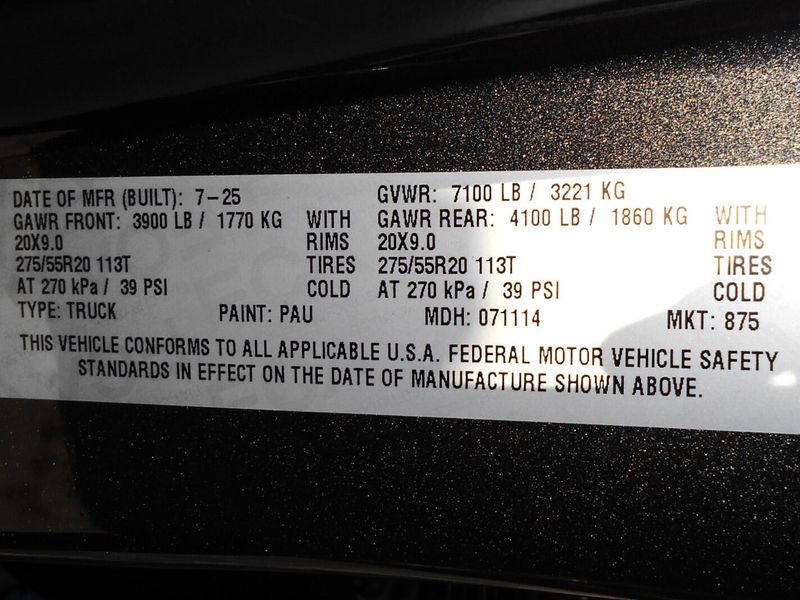 DATE OF MFR (BUILT): 7-25 GVWR: 7100 LB / 3221 KG
GAWR FRONT: 3900 LB / 1770 KG WITH GAWR REAR: 4100 LB / 1860 KG WITH
20X9.0 RIMS 20X9.0 RIMS
275/55R20 113T TIRES 275/55R20 113T TIRES
AT 270 kPa / 39 PSI COLD AT 270 kPa / 39 PSI COLD
TYPE: TRUCK PAINT: PAU MDH: 071114 MKT: 875
THIS VEHICLE CONFORMS TO ALL APPLICABLE U.S.A. FEDERAL MOTOR VEHICLE SAFETY
STANDARDS IN EFFECT ON THE DATE OF MANUFACTURE SHOWN ABOVE.